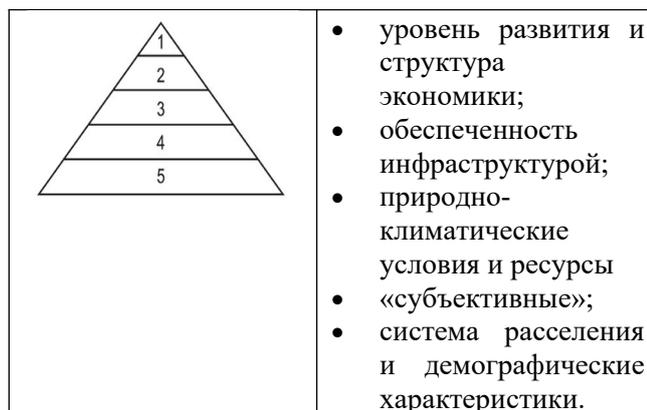 1
2
3
4
5
• уровень развития и
структура
экономики;
• обеспеченность
инфраструктурой;
• природно-
климатические
условия и ресурсы
• «субъективные»;
• система расселения
и демографические
характеристики.